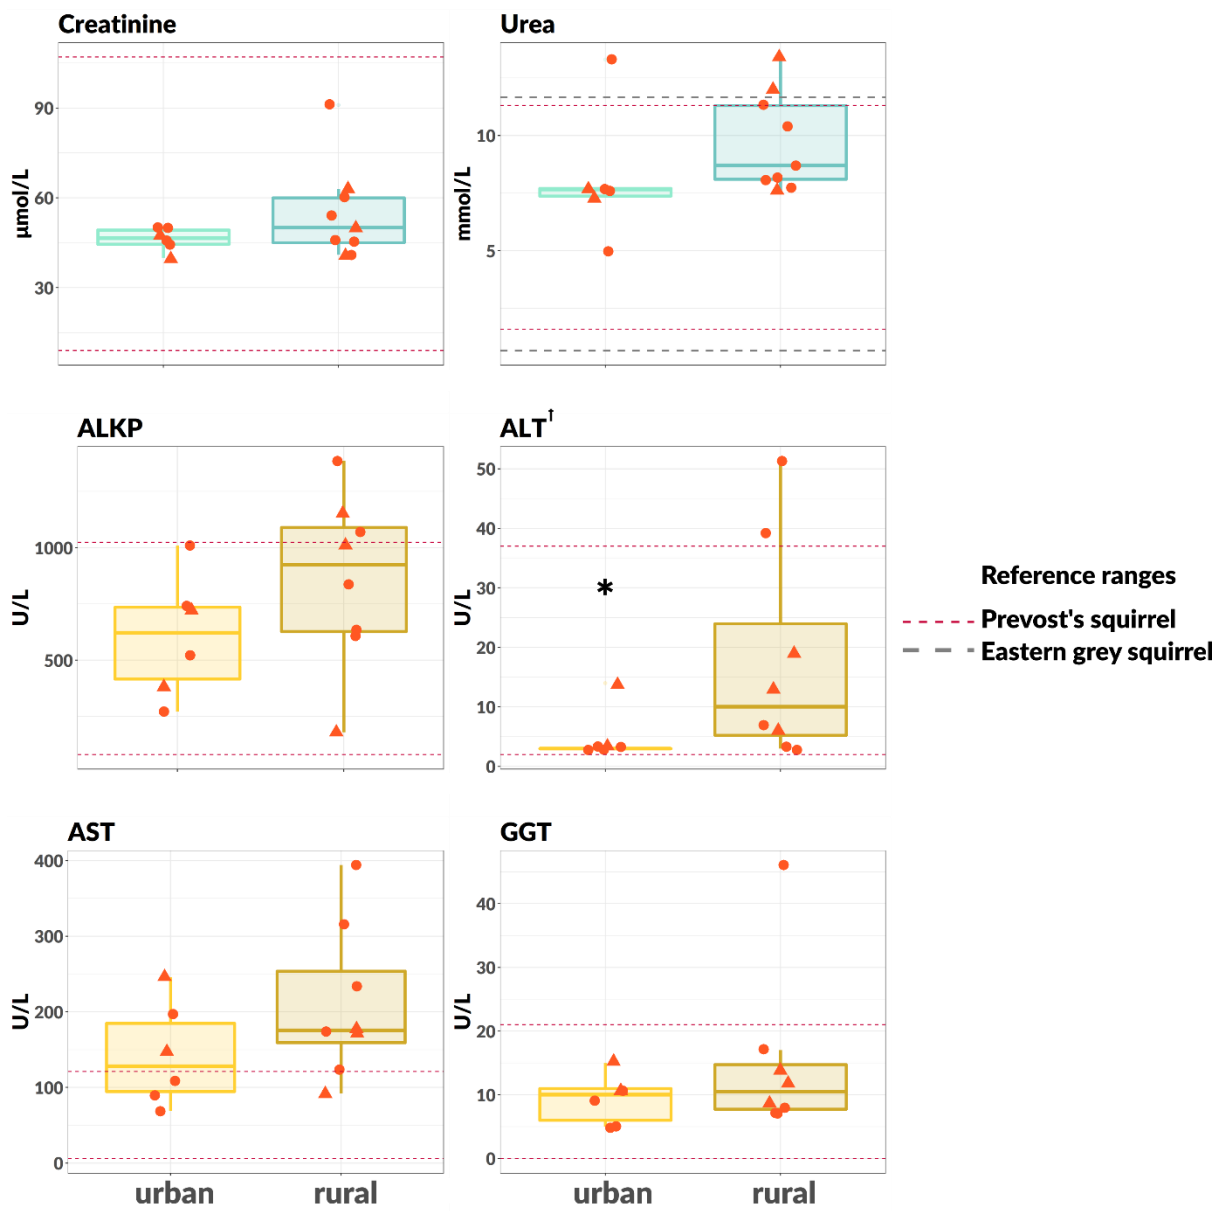 Creatinine
Urea
90
60
30
µmol/L
10
5
mmol/L
ALKP
ALT†
1000
500
U/L
50
40
30
20
10
0
U/L
*
Reference ranges
Prevost's squirrel
Eastern grey squirrel
AST
GGT
400
300
200
100
0
U/L
40
30
20
10
0
U/L
urban
rural
urban
rural